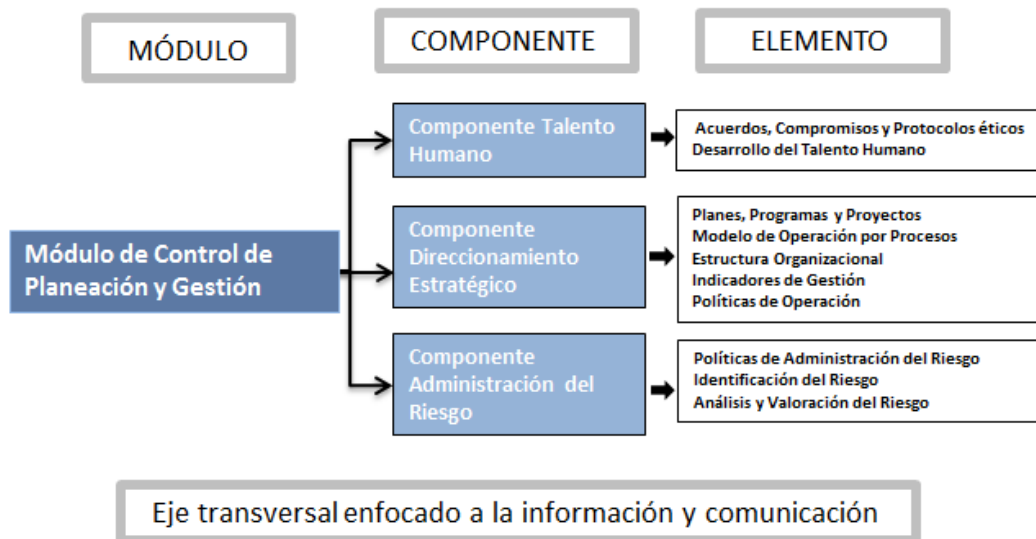 MÓDULO
COMPONENTE
ELEMENTO
Módulo de Control de
Planeación y Gestión
Componente Talento
Humano
Acuerdos, Compromisos y Protocolos éticos
Desarrollo del Talento Humano
Componente
Direccionamiento
Estratégico
Planes, Programas y Proyectos
Modelo de Operación por Procesos
Estructura Organizacional
Indicadores de Gestión
Políticas de Operación
Componente
Administración del
Riesgo
Políticas de Administración del Riesgo
Identificación del Riesgo
Análisis y Valoración del Riesgo
Eje transversal enfocado a la información y comunicación